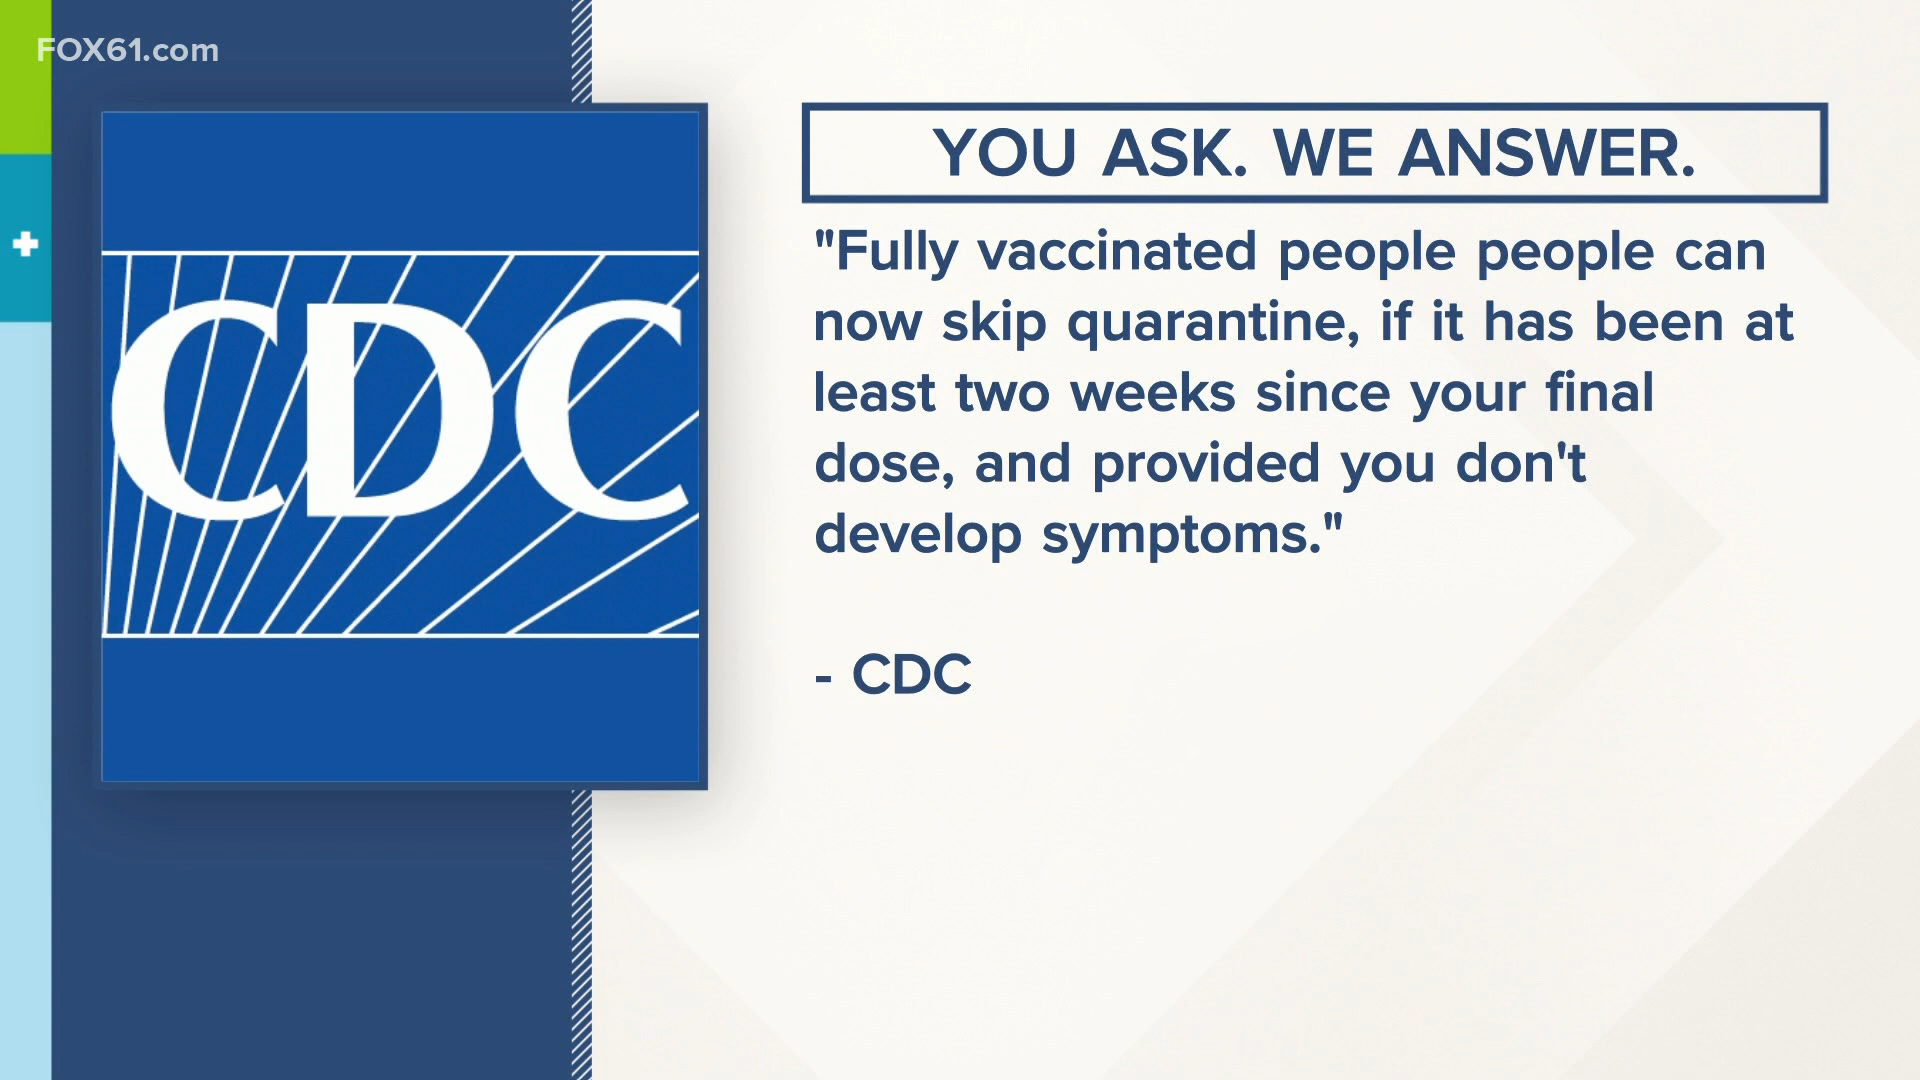 FOX61.com
CDC
YOU ASK. WE ANSWER.
"Fully vaccinated people people can
now skip quarantine, if it has been at
least two weeks since your final
dose, and provided you don't
develop symptoms."
- CDC